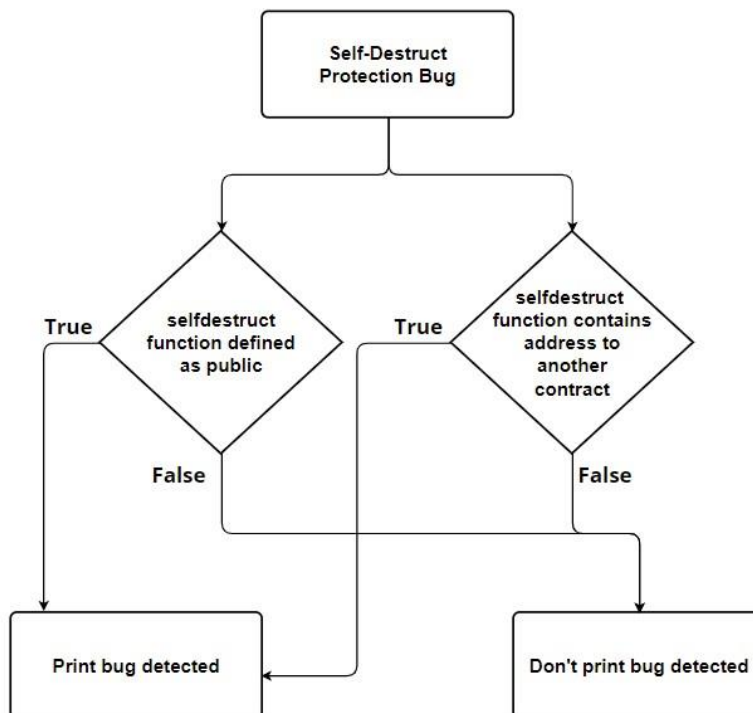 Self-Destruct
Protection Bug
True
selfdestruct
function defined
as public
True
selfdestruct
function contains
address to
another
contract
False
False
Print bug detected
Don't print bug detected